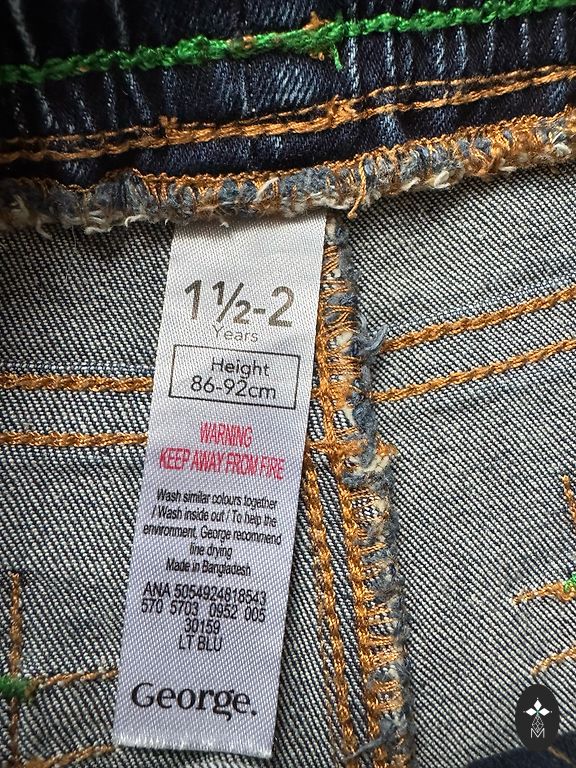 1½-2
Years
Height
86-92cm
WARNING
KEEP AWAY FROM FIRE
Wash similar colours together
/ Wash inside out / To help the
environment, George recommend
line drying
Made in Bangladesh
ANA 5054924818543
570 5703 0952 005
30159
LT BLU
George.
M